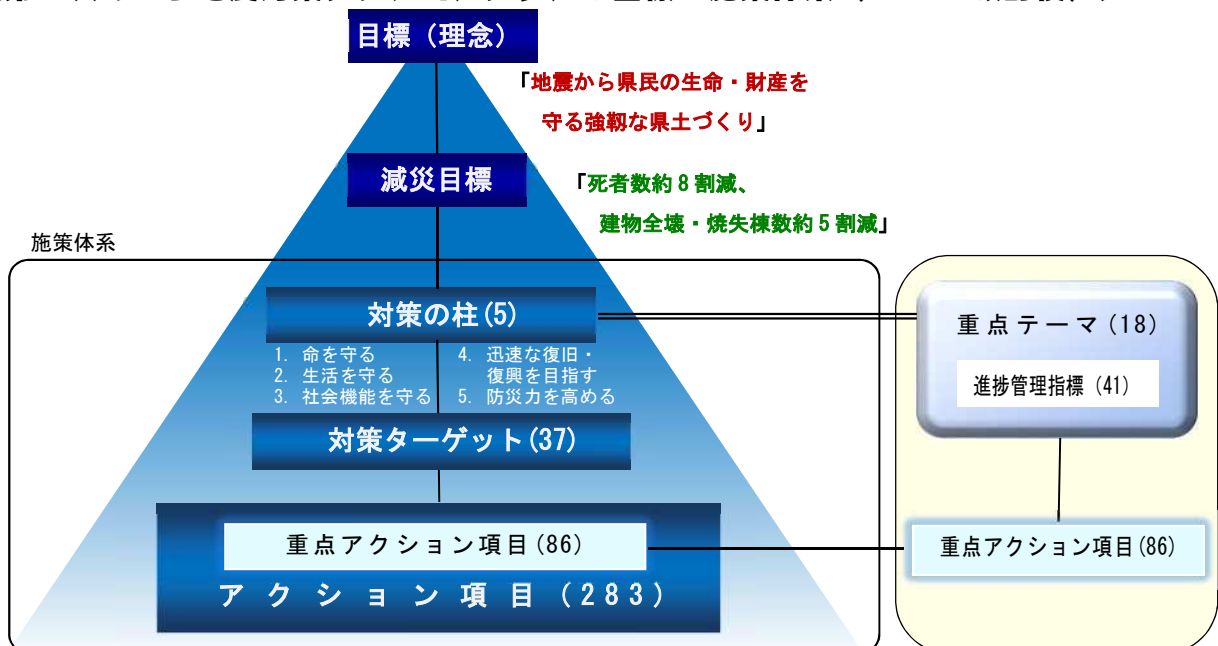 目標（理念）
「地震から県民の生命・財産を
守る強靱な県土づくり」
減災目標
「死者数約８割減、
建物全壊・焼失棟数約５割減」
施策体系
対策の柱(5)
1. 命を守る
2. 生活を守る
3. 社会機能を守る
4. 迅速な復旧・
復興を目指す
5. 防災力を高める
対策ターゲット(37)
重点アクション項目(86)
アクション項目(283)
重点テーマ(18)
進捗管理指標（41）
重点アクション項目(86)